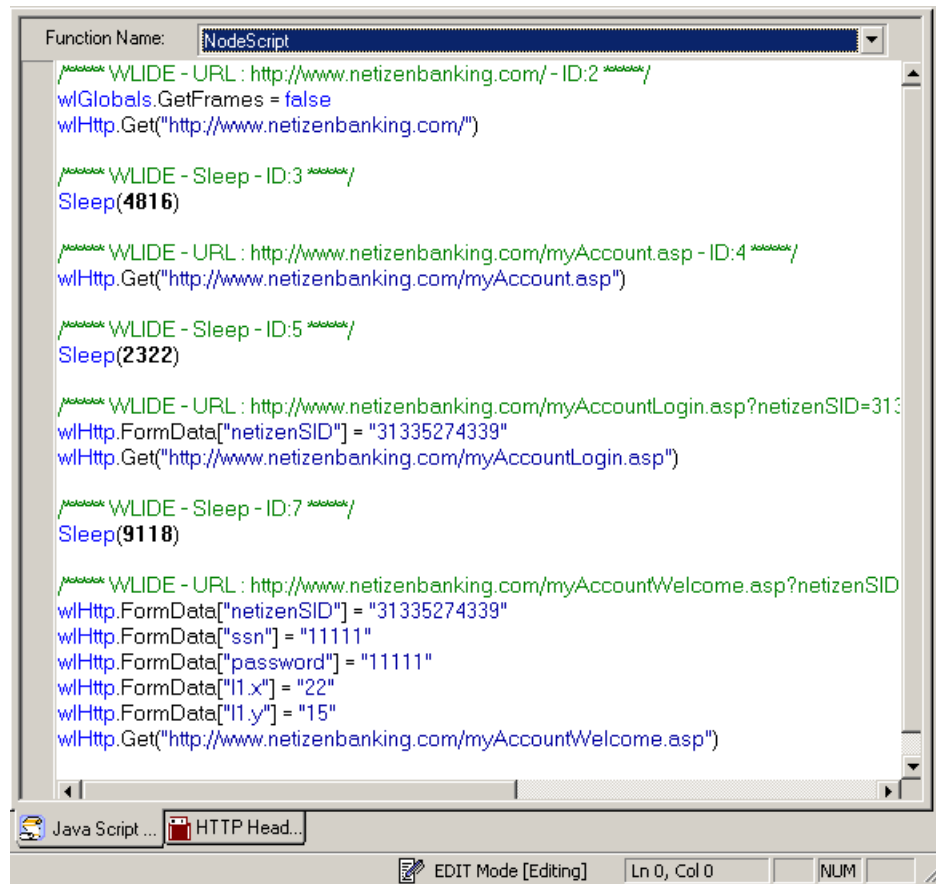 Function Name: NodeScript
/***** WLIDE - URL : http://www.netizenbanking.com/ - ID:2 *****/
wlGlobals.GetFrames = false
wlHttp.Get("http://www.netizenbanking.com/")
/***** WLIDE - Sleep - ID:3 *****/
Sleep(4816)
/***** WLIDE - URL : http://www.netizenbanking.com/myAccount.asp - ID:4 *****/
wlHttp.Get("http://www.netizenbanking.com/myAccount.asp")
/***** WLIDE - Sleep - ID:5 *****/
Sleep(2322)
/***** WLIDE - URL : http://www.netizenbanking.com/myAccountLogin.asp?netizenSID=313
wlHttp.FormData["netizenSID"] = "31335274339"
wlHttp.Get("http://www.netizenbanking.com/myAccountLogin.asp")
/***** WLIDE - Sleep - ID:7 *****/
Sleep(9118)
/***** WLIDE - URL : http://www.netizenbanking.com/myAccountWelcome.asp?netizenSID
wlHttp.FormData["netizenSID"] = "31335274339"
wlHttp.FormData["ssn"] = "11111"
wlHttp.FormData["password"] = "11111"
wlHttp.FormData["l1.x"] = "22"
wlHttp.FormData["l1.y"] = "15"
wlHttp.Get("http://www.netizenbanking.com/myAccountWelcome.asp")
Java Script ... HTTP Head...
EDIT Mode [Editing] Ln 0, Col 0 NUM